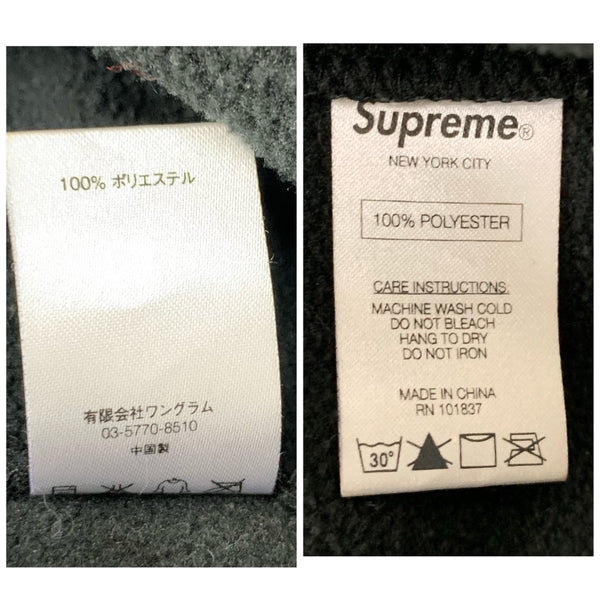 100% ポリエステル
有限会社ワングラム
03-5770-8510
中国製
Supreme®
NEW YORK CITY
100% POLYESTER
CARE INSTRUCTIONS:
MACHINE WASH COLD
DO NOT BLEACH
HANG TO DRY
DO NOT IRON
MADE IN CHINA
RN 101837
30°